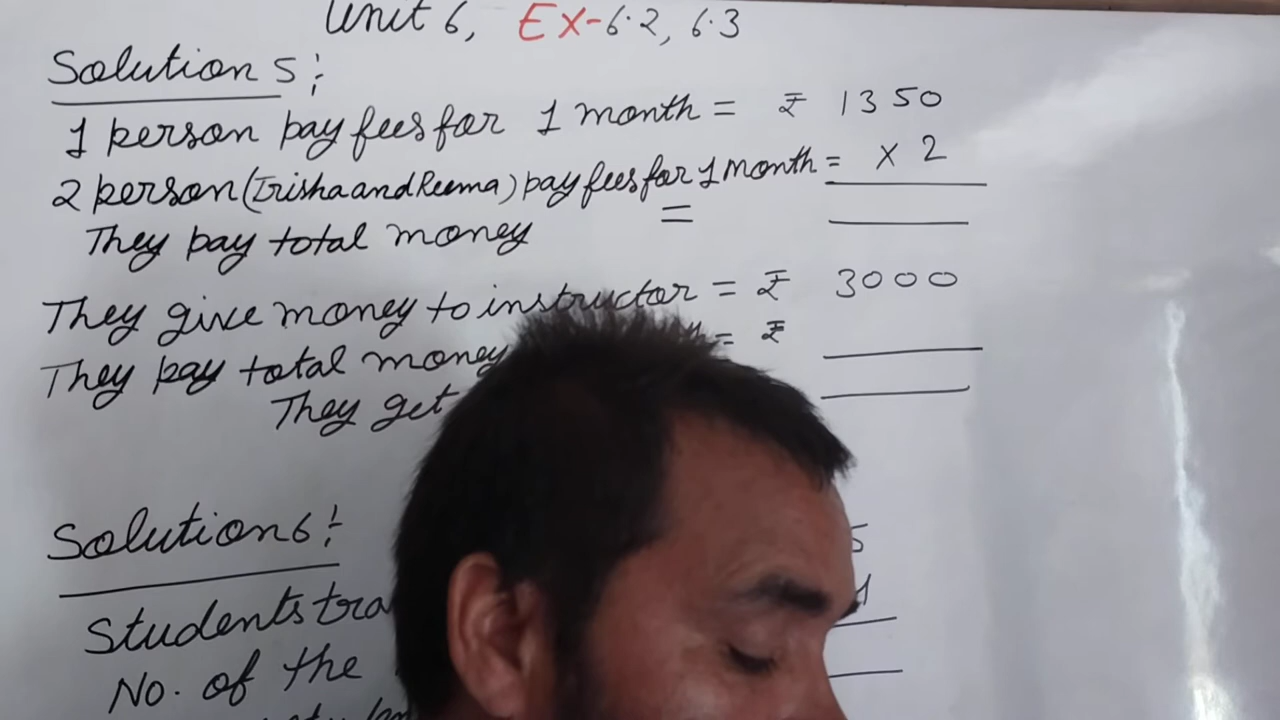 Unit 6, EX-6.2, 6.3
Solution 5:
1 person pay fees for 1 month = ₹ 1350
2 person (Irisha and Reema) pay fees for 1 month = × 2
They pay total money =
They give money to instructor = ₹ 3000
They pay total money = ₹
They get
Solution 6:
5
Students
No. of the